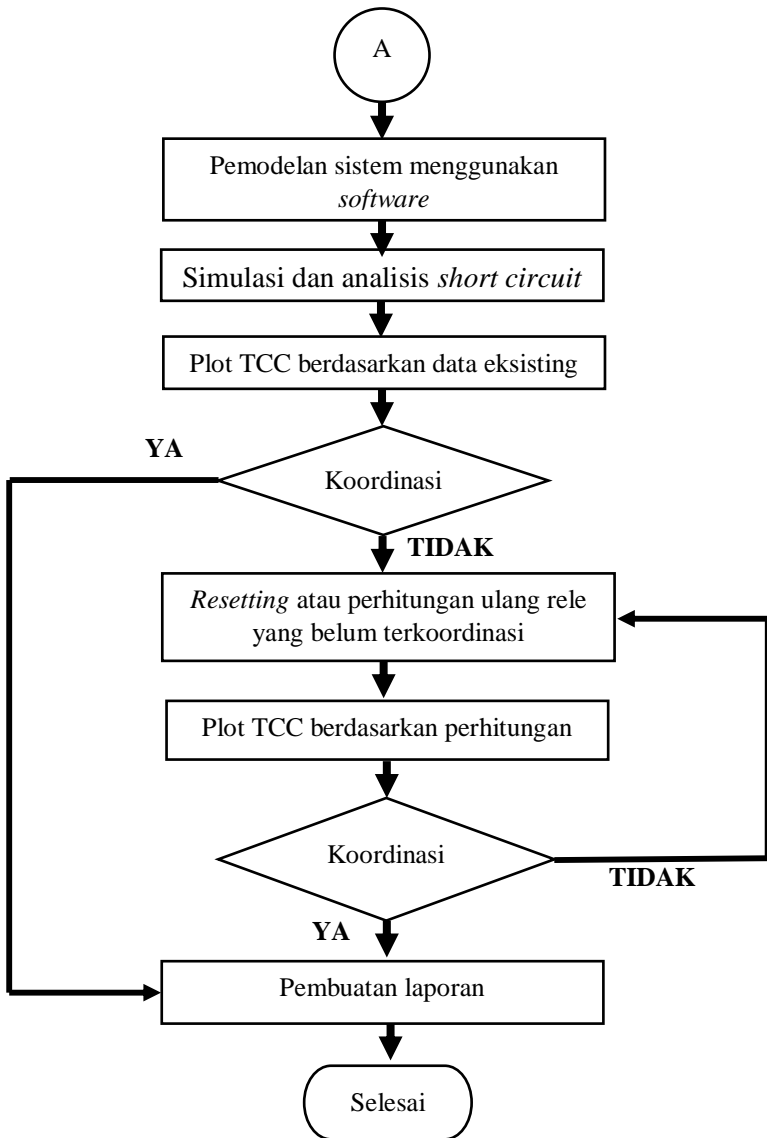 A
Pemodelan sistem menggunakan
software
Simulasi dan analisis short circuit
Plot TCC berdasarkan data eksisting
YA
Koordinasi
TIDAK
Resetting atau perhitungan ulang rele
yang belum terkoordinasi
Plot TCC berdasarkan perhitungan
Koordinasi
TIDAK
YA
Pembuatan laporan
Selesai